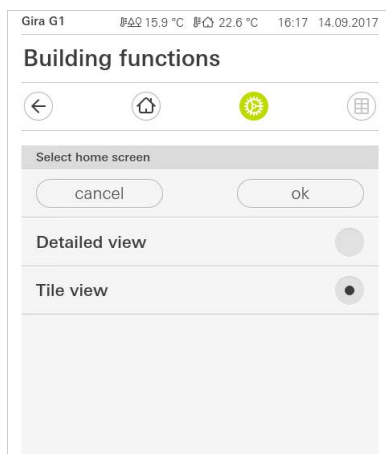 Gira G1 15.9 °C 22.6 °C 16:17 14.09.2017
Building functions
Select home screen
cancel ok
Detailed view
Tile view